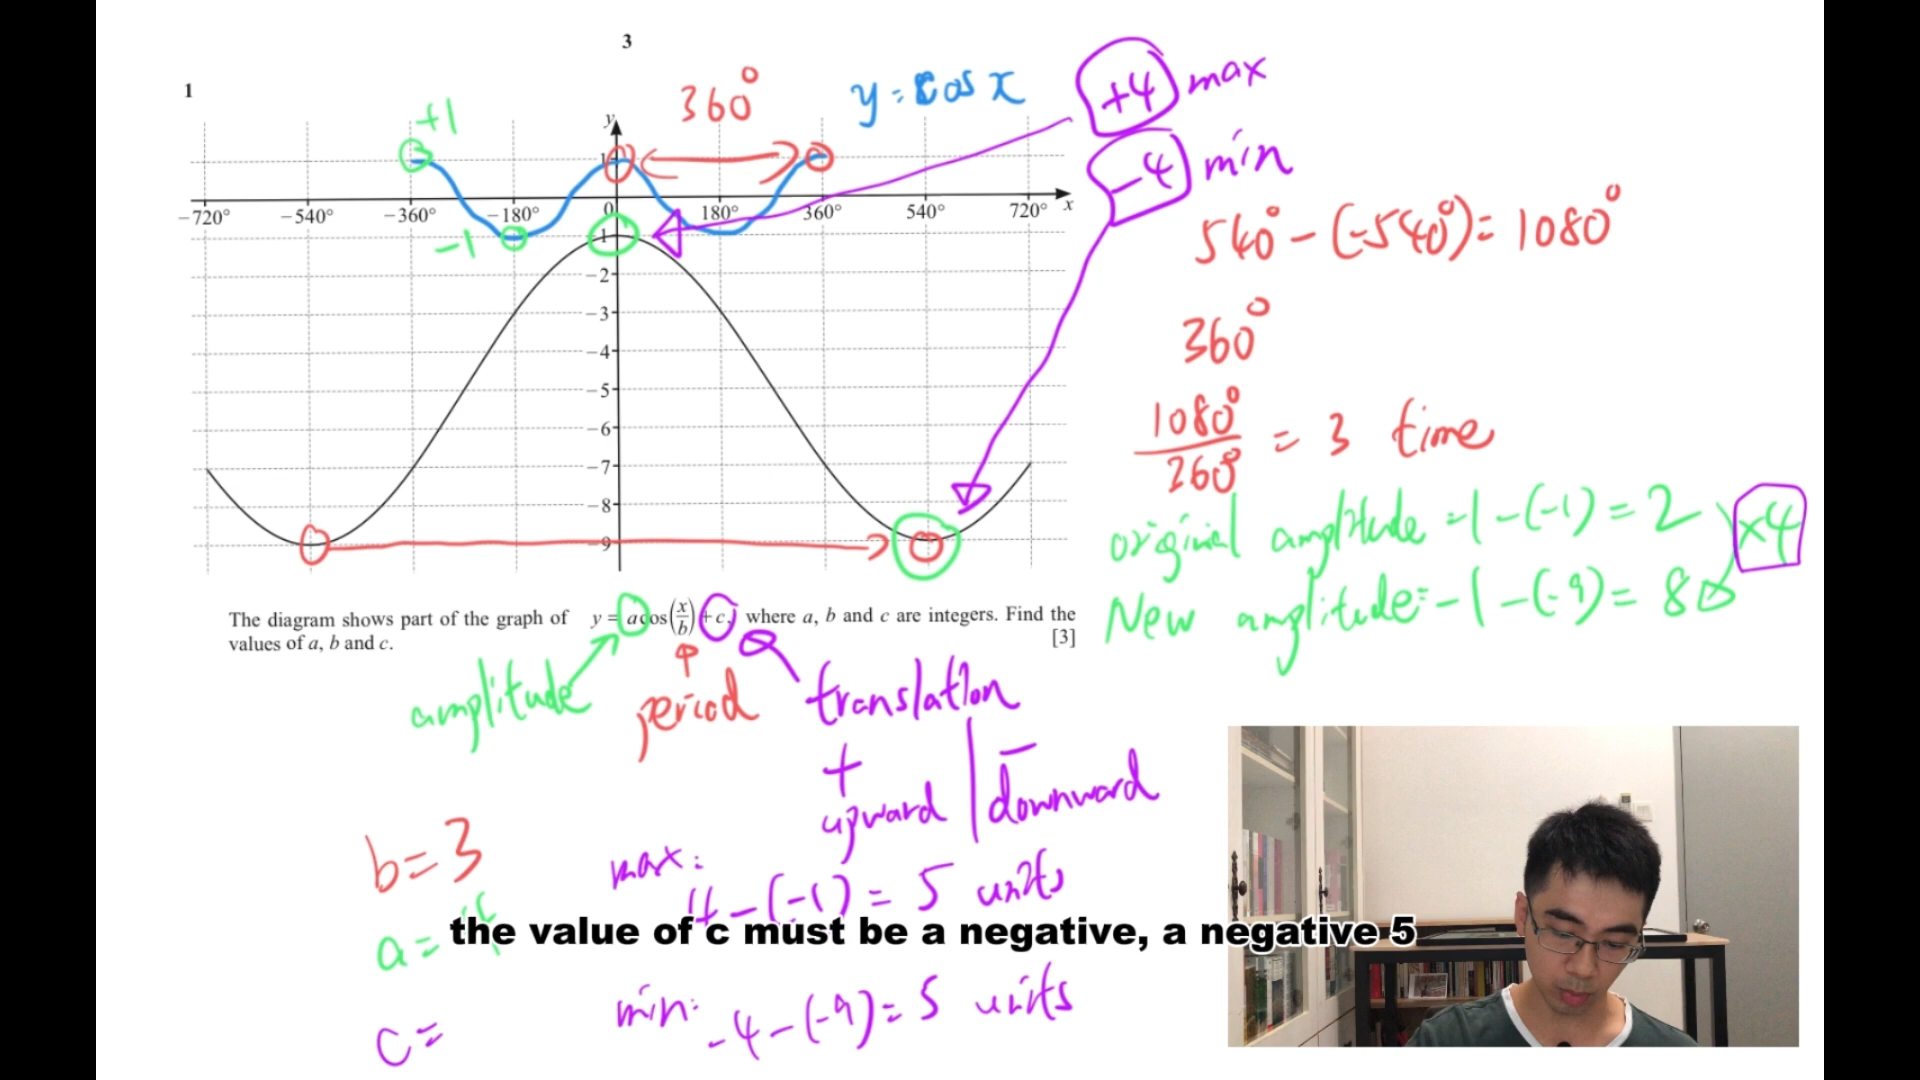 3
1
+1
360°
y = cos x
+4 max
-4 min
y
1
−720° −540° −360° −180° 0 180° 360° 540° 720° x
-1
−1
−2
−3
−4
−5
−6
−7
−8
−9
540° - (-540°) = 1080°
360°
1080° / 260° = 3 time
original amplitude = 1 - (-1) = 2
×4
New amplitude = -1 - (-9) = 8
The diagram shows part of the graph of y = a cos(x/b) + c, where a, b and c are integers. Find the
values of a, b and c. [3]
amplitude period translation
+ upward | - downward
b = 3
max: 4 - (-1) = 5 units
a = 4
the value of c must be a negative, a negative 5
min: -4 - (-9) = 5 units
c =